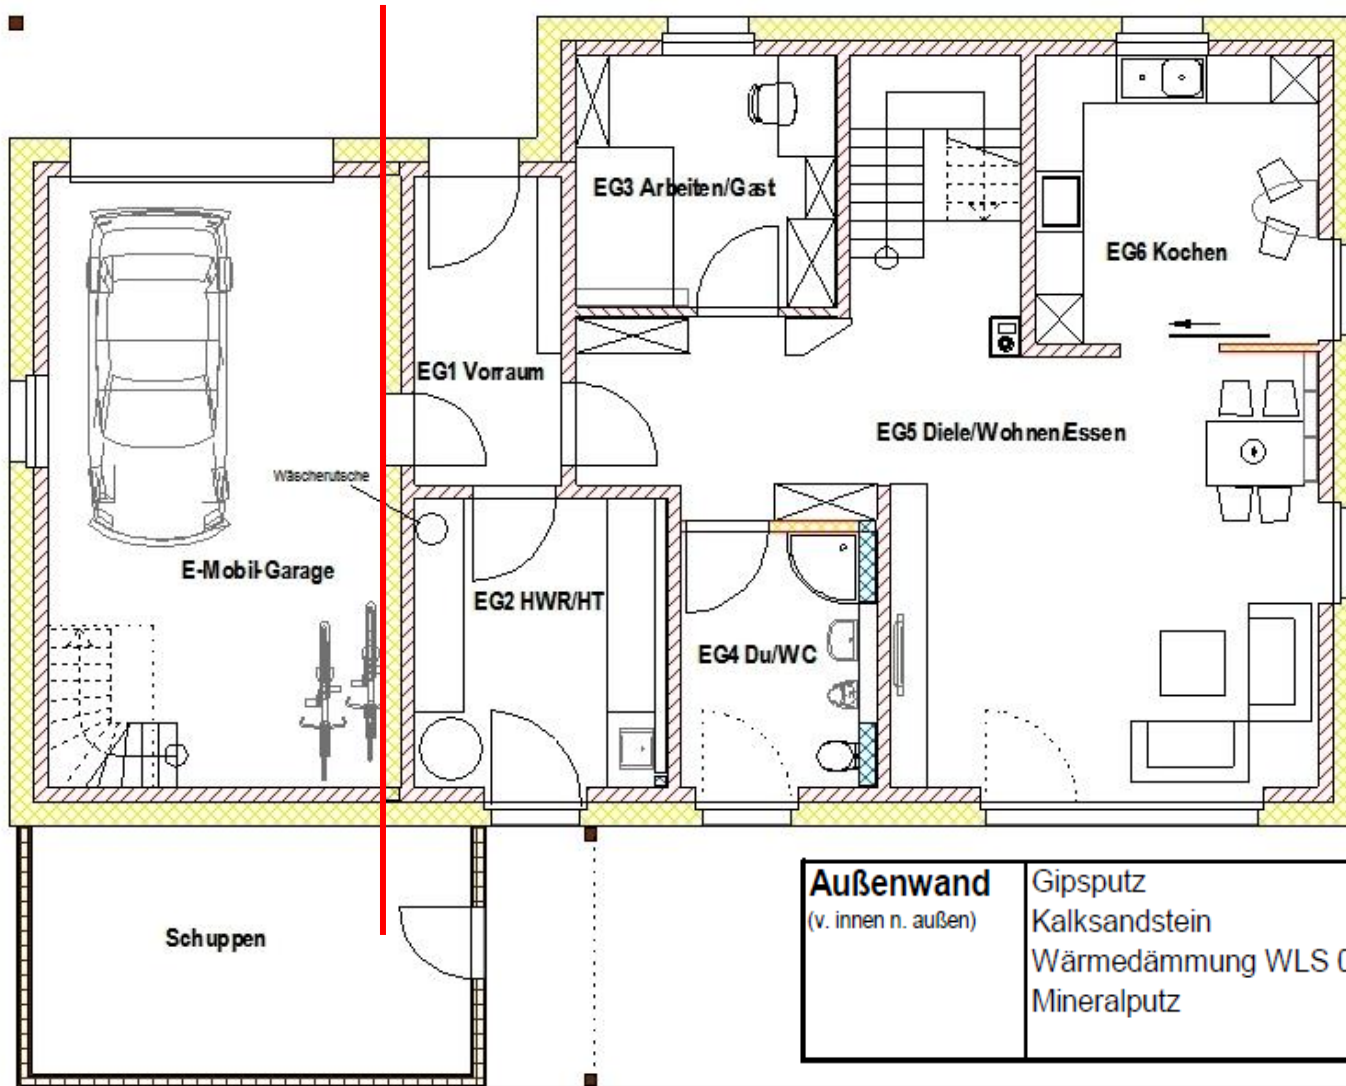 EG3 Arbeiten/Gast
EG6 Kochen
EG1 Vorraum
EG5 Diele/Wohnen/Essen
Wäscherutsche
E-Mobil-Garage
EG2 HWR/HT
EG4 Du/WC
Schuppen
Außenwand
(v. innen n. außen)
Gipsputz
Kalksandstein
Wärmedämmung WLS 0
Mineralputz